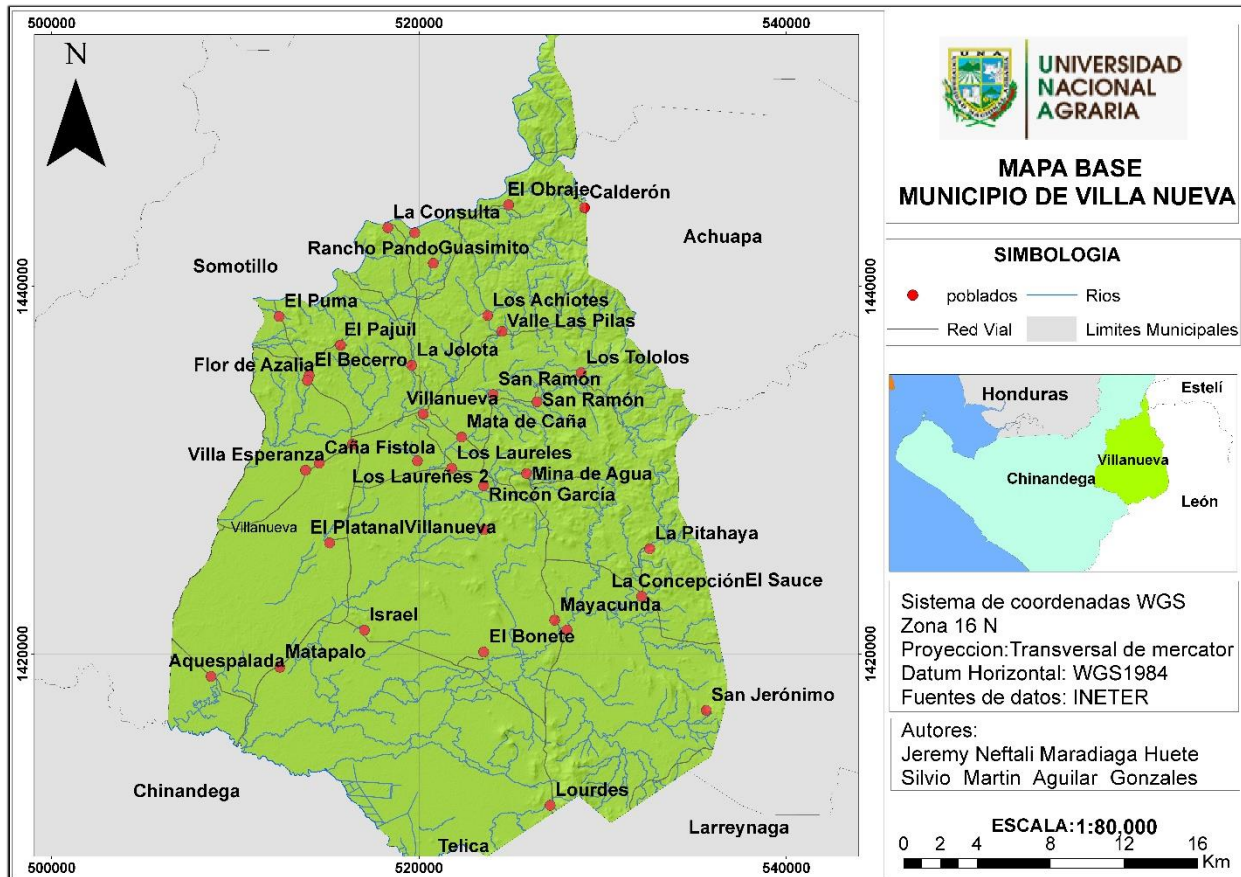 500000
520000
540000
N
1440000
1420000
El Obraje
Calderón
La Consulta
Achuapa
Rancho Pando
Guasimito
Somotillo
El Puma
Los Achiotes
El Pajuil
Valle Las Pilas
La Jolota
Flor de Azalia
El Becerro
Los Tololos
San Ramón
Villanueva
San Ramón
Mata de Caña
Caña Fistola
Villa Esperanza
Los Laureles
Los Laureñes 2
Mina de Agua
Rincón García
Villanueva
El Platanal
Villanueva
La Pitahaya
La Concepción
El Sauce
Mayacunda
Israel
El Bonete
Matapalo
Aquespalada
San Jerónimo
Chinandega
Lourdes
Larreynaga
Telica
1440000
1420000
500000
520000
540000
UNA
UNIVERSIDAD
NACIONAL
AGRARIA
MAPA BASE
MUNICIPIO DE VILLA NUEVA
SIMBOLOGIA
poblados
Rios
Red Vial
Limites Municipales
Honduras
Estelí
Villanueva
Chinandega
León
Sistema de coordenadas WGS
Zona 16 N
Proyeccion:Transversal de mercator
Datum Horizontal: WGS1984
Fuentes de datos: INETER
Autores:
Jeremy Neftali Maradiaga Huete
Silvio Martin Aguilar Gonzales
ESCALA:1:80,000
0 2 4 8 12 16
Km